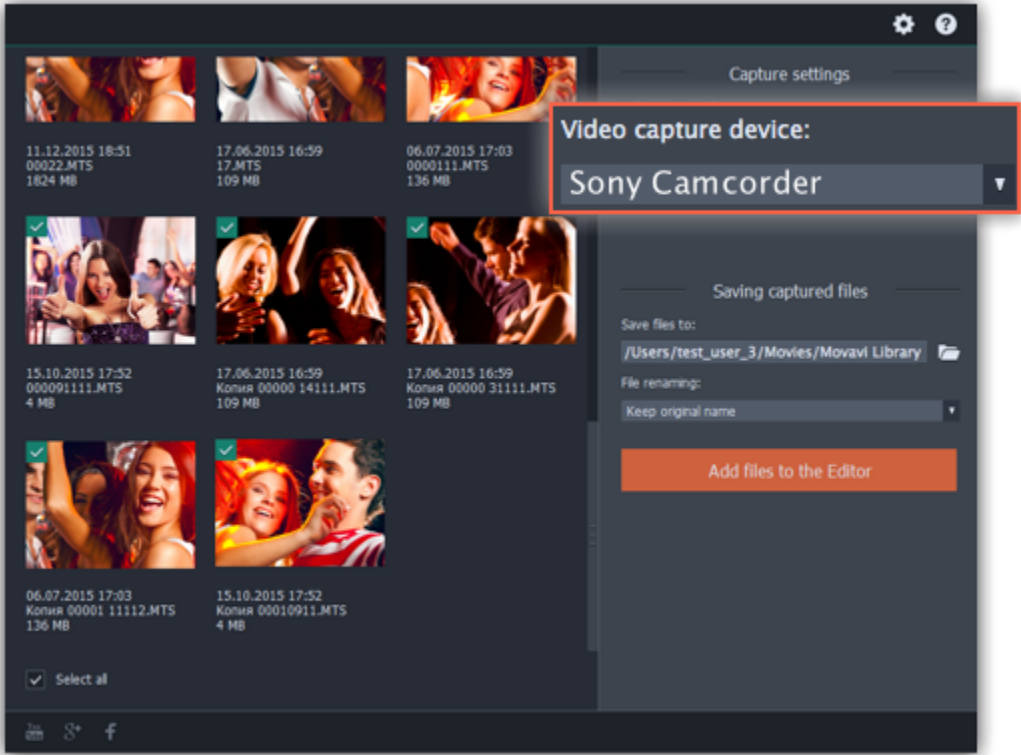 Capture settings
Video capture device:
Sony Camcorder
11.12.2015 18:51
00022.MTS
1824 MB
17.06.2015 16:59
17.MTS
109 MB
06.07.2015 17:03
0000111.MTS
136 MB
15.10.2015 17:52
000091111.MTS
4 MB
17.06.2015 16:59
Копия 00000 14111.MTS
109 MB
17.06.2015 16:59
Копия 00000 31111.MTS
109 MB
06.07.2015 17:03
Копия 00001 11112.MTS
136 MB
15.10.2015 17:52
Копия 00010911.MTS
4 MB
Select all
Saving captured files
Save files to:
/Users/test_user_3/Movies/Movavi Library
File renaming:
Keep original name
Add files to the Editor
You
Tube
g+
f